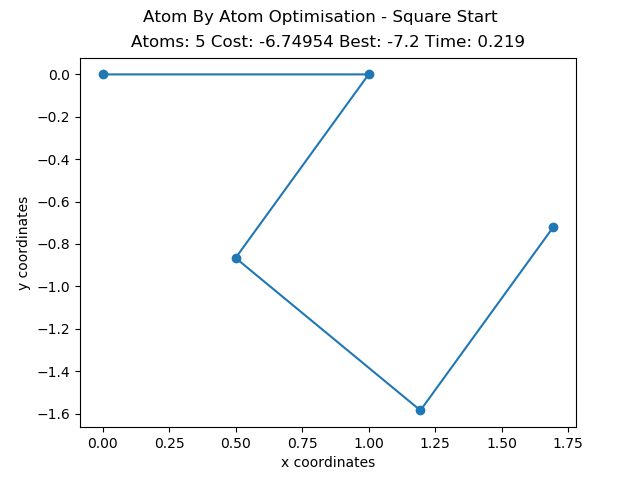 Atom By Atom Optimisation - Square Start
Atoms: 5 Cost: -6.74954 Best: -7.2 Time: 0.219
0.0
−0.2
−0.4
−0.6
−0.8
−1.0
−1.2
−1.4
−1.6
y coordinates
0.00 0.25 0.50 0.75 1.00 1.25 1.50 1.75
x coordinates